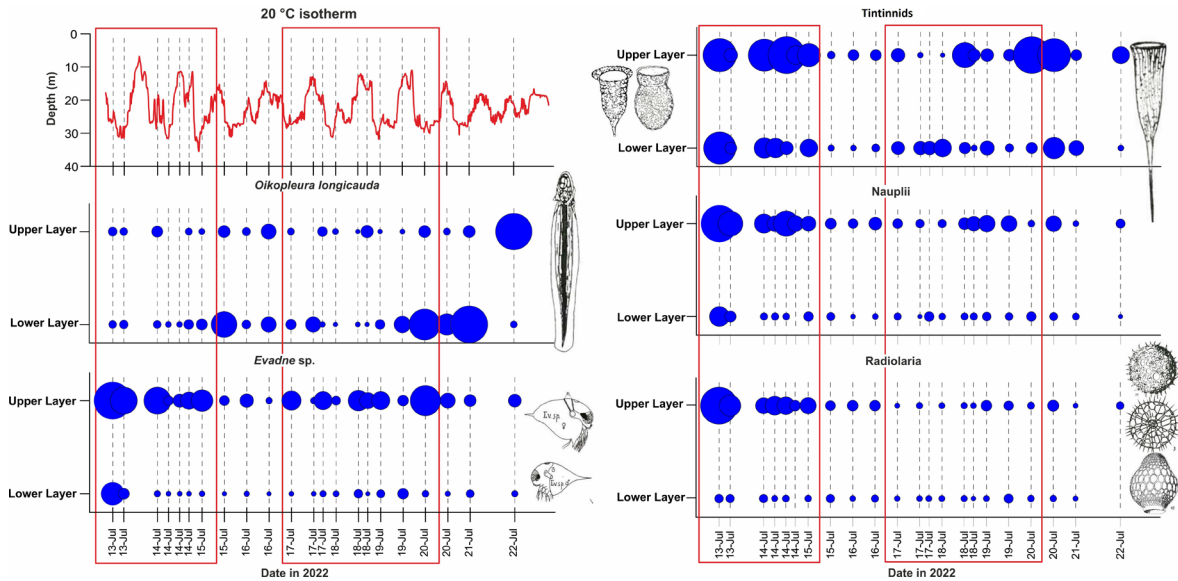 20 °C isotherm
0
10
20
30
40
Depth (m)
Oikopleura longicauda
Upper Layer
Lower Layer
Evadne sp.
Upper Layer
Ev.sp.
♀
Lower Layer
Ev.sp.♂
13-Jul
13-Jul
14-Jul
14-Jul
14-Jul
14-Jul
15-Jul
15-Jul
16-Jul
16-Jul
17-Jul
17-Jul
17-Jul
18-Jul
18-Jul
18-Jul
19-Jul
19-Jul
20-Jul
20-Jul
21-Jul
22-Jul
Date in 2022
Tintinnids
Upper Layer
Lower Layer
Nauplii
Upper Layer
Lower Layer
Radiolaria
Upper Layer
Lower Layer
13-Jul
13-Jul
14-Jul
14-Jul
14-Jul
14-Jul
15-Jul
15-Jul
16-Jul
16-Jul
17-Jul
17-Jul
17-Jul
18-Jul
18-Jul
18-Jul
19-Jul
19-Jul
20-Jul
20-Jul
21-Jul
22-Jul
Date in 2022